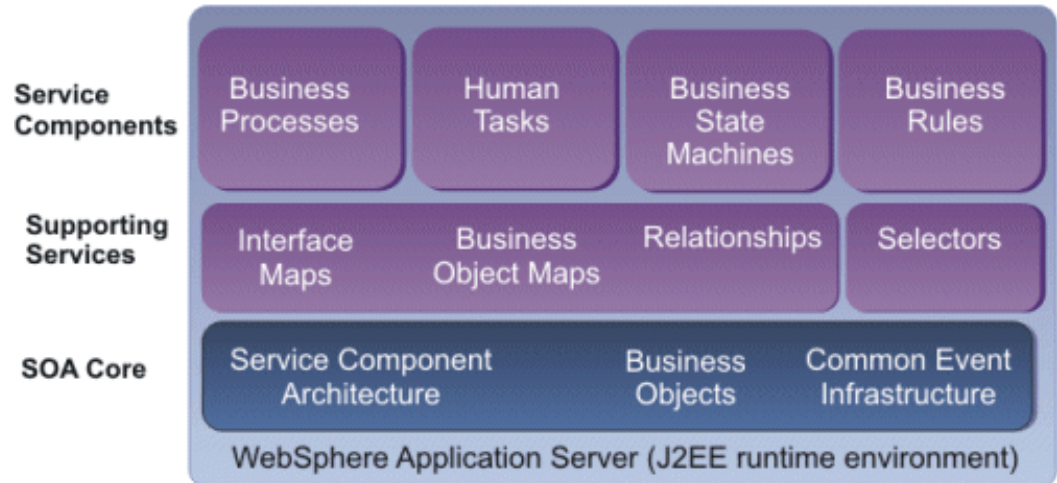 Service
Components
Business
Processes
Human
Tasks
Business
State
Machines
Business
Rules
Supporting
Services
Interface
Maps
Business
Object Maps
Relationships
Selectors
SOA Core
Service Component
Architecture
Business
Objects
Common Event
Infrastructure
WebSphere Application Server (J2EE runtime environment)